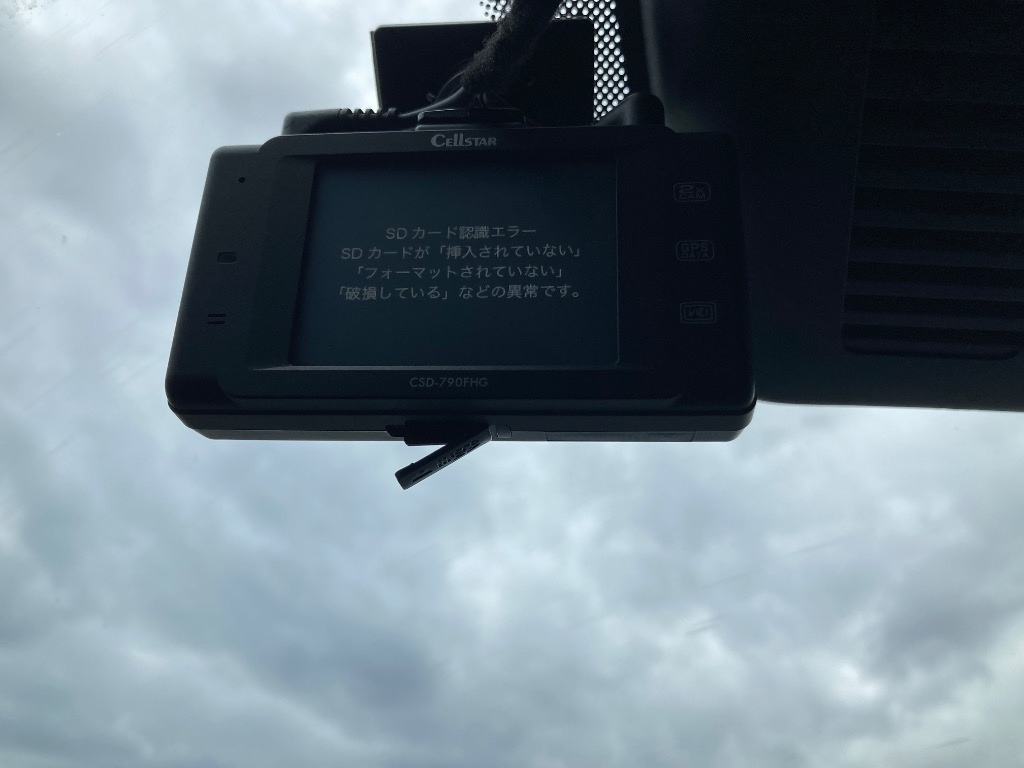 CELLSTAR
SDカード認識エラー
SDカードが「挿入されていない」
「フォーマットされていない」
「破損している」などの異常です。
CSD-790FHG
GPS
DATA